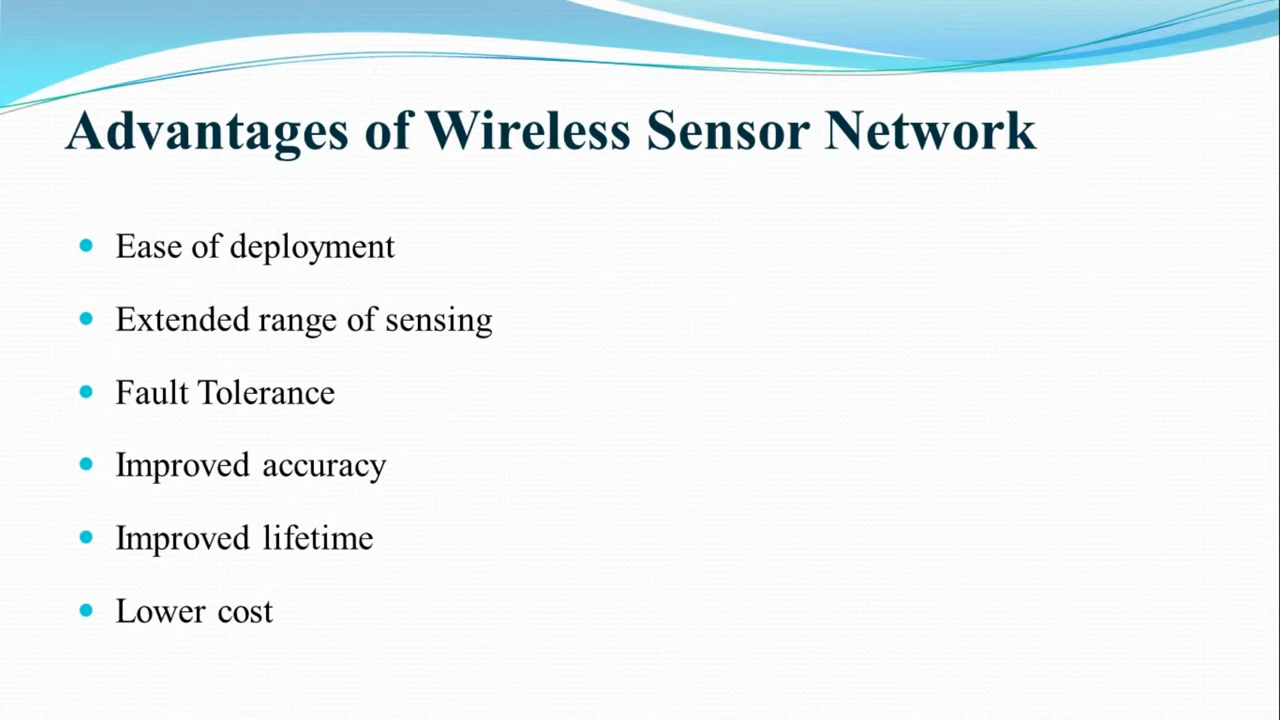 Advantages of Wireless Sensor Network
Ease of deployment
Extended range of sensing
Fault Tolerance
Improved accuracy
Improved lifetime
Lower cost